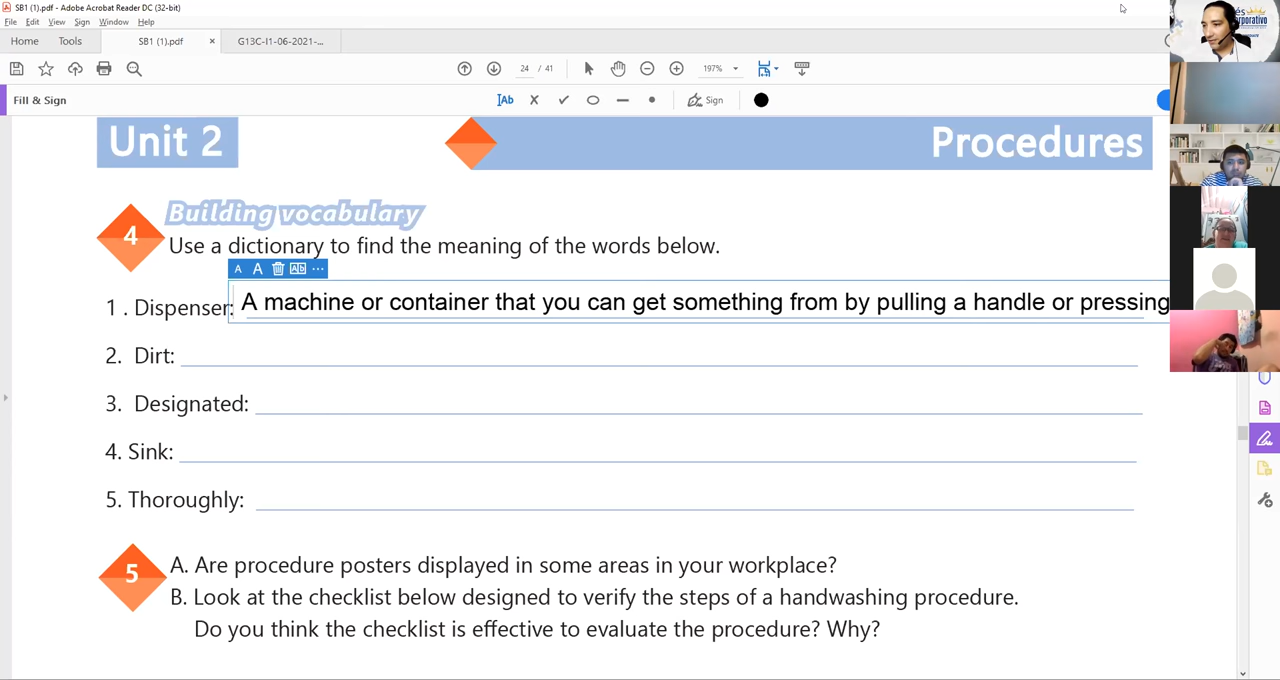 SB1 (1).pdf - Adobe Acrobat Reader DC (32-bit)
File Edit View Sign Window Help
Home Tools SB1 (1).pdf × G13C-I1-06-2021-...
24 / 41 197%
Fill & Sign Ab Sign
Unit 2 Procedures
Building vocabulary
4 Use a dictionary to find the meaning of the words below.
A A Ab ...
1 . Dispenser: A machine or container that you can get something from by pulling a handle or pressing
2. Dirt:
3. Designated:
4. Sink:
5. Thoroughly:
5 A. Are procedure posters displayed in some areas in your workplace?
B. Look at the checklist below designed to verify the steps of a handwashing procedure.
Do you think the checklist is effective to evaluate the procedure? Why?